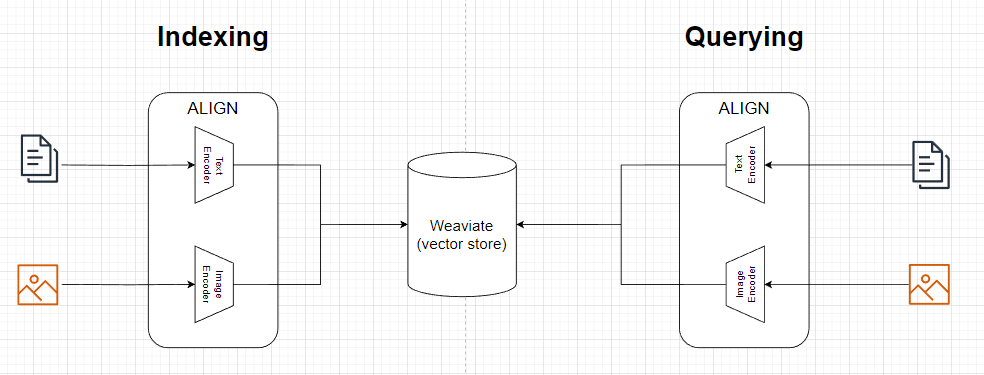 Indexing
Querying
ALIGN
ALIGN
Text
Encoder
Text
Encoder
Weaviate
(vector store)
Image
Encoder
Image
Encoder